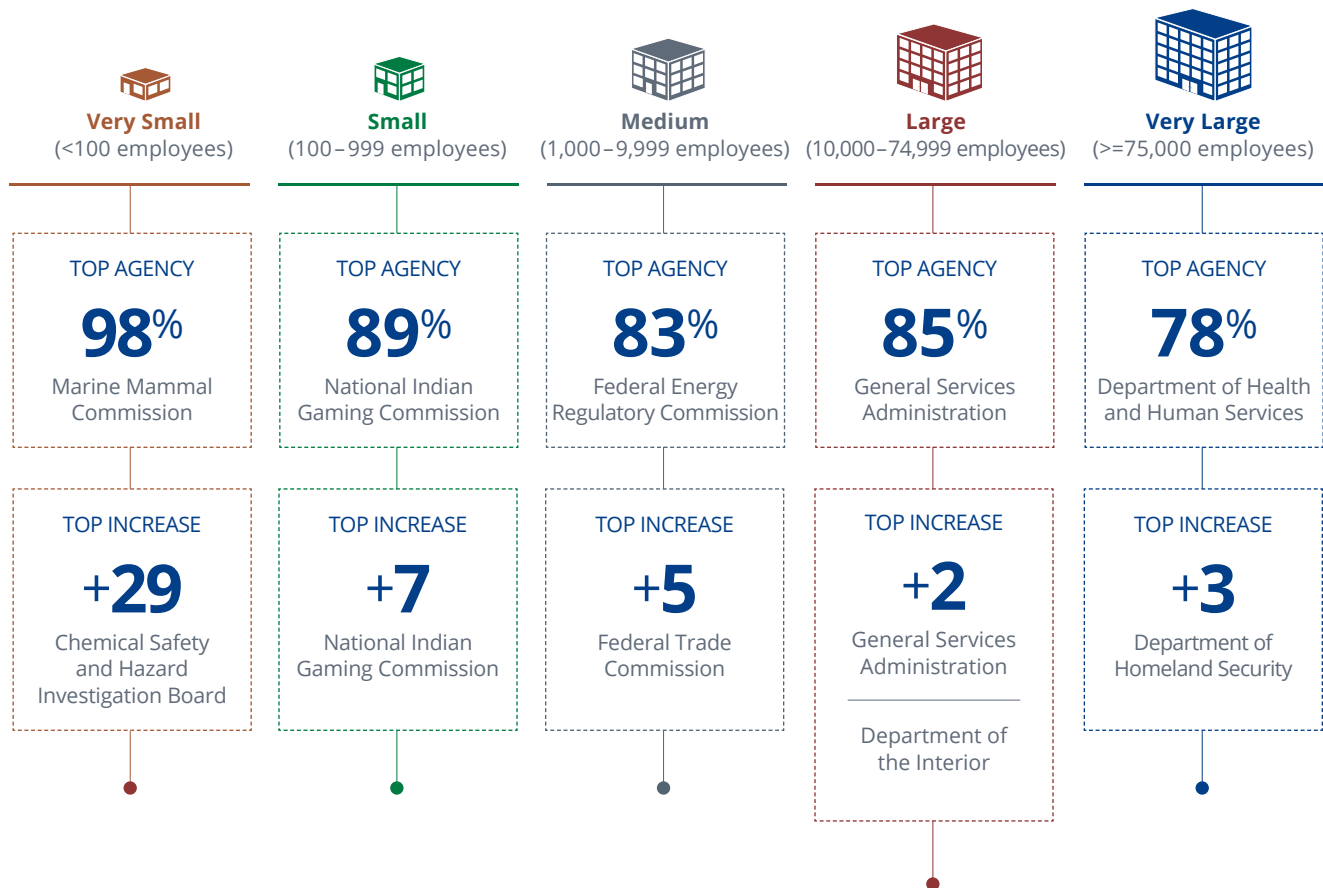 Very Small
(<100 employees)
TOP AGENCY
98%
Marine Mammal
Commission
TOP INCREASE
+29
Chemical Safety
and Hazard
Investigation Board
Small
(100–999 employees)
TOP AGENCY
89%
National Indian
Gaming Commission
TOP INCREASE
+7
National Indian
Gaming Commission
Medium
(1,000–9,999 employees)
TOP AGENCY
83%
Federal Energy
Regulatory Commission
TOP INCREASE
+5
Federal Trade
Commission
Large
(10,000–74,999 employees)
TOP AGENCY
85%
General Services
Administration
TOP INCREASE
+2
General Services
Administration
Department of
the Interior
Very Large
(>=75,000 employees)
TOP AGENCY
78%
Department of Health
and Human Services
TOP INCREASE
+3
Department of
Homeland Security